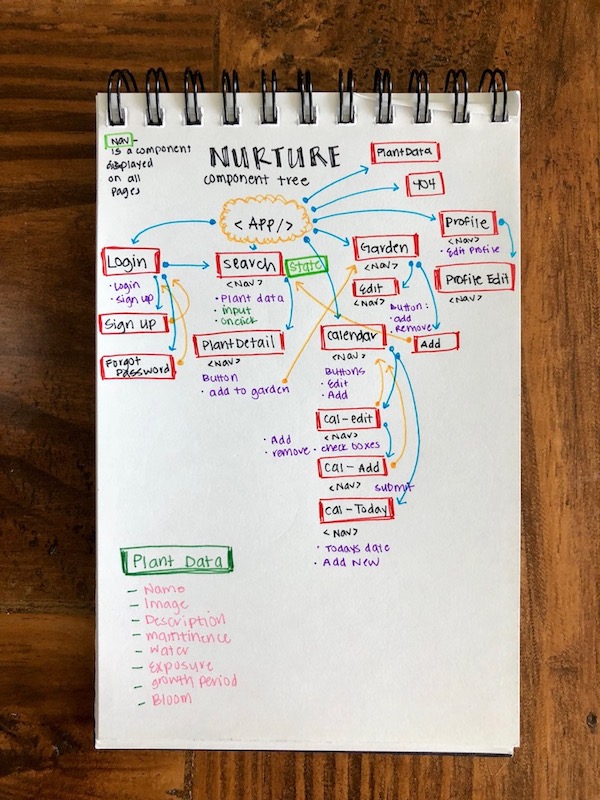 Nav -
is a component
displayed
on all
pages
NURTURE
component tree
PlantData
404
<APP/>
Profile
<Nav>
• Edit Profile
Profile Edit
<Nav>
Garden
<Nav>
Edit
<Nav>
Button:
- add
- Remove
Add
Login
• Login
• sign up
Sign up
Forgot
Password
Search
State
<Nav>
• Plant data
• input
• onclick
PlantDetail
<Nav>
Button
• add to garden
Calendar
<Nav>
Buttons
• Edit
• Add
Cal-edit
<Nav>
• Add
• remove • check boxes
Cal-Add
<Nav> submit
Cal-Today
<Nav>
• Todays date
• Add New
Plant Data
- Name
- Image
- Description
- maintinence
- water
- Exposure
- growth period
- Bloom